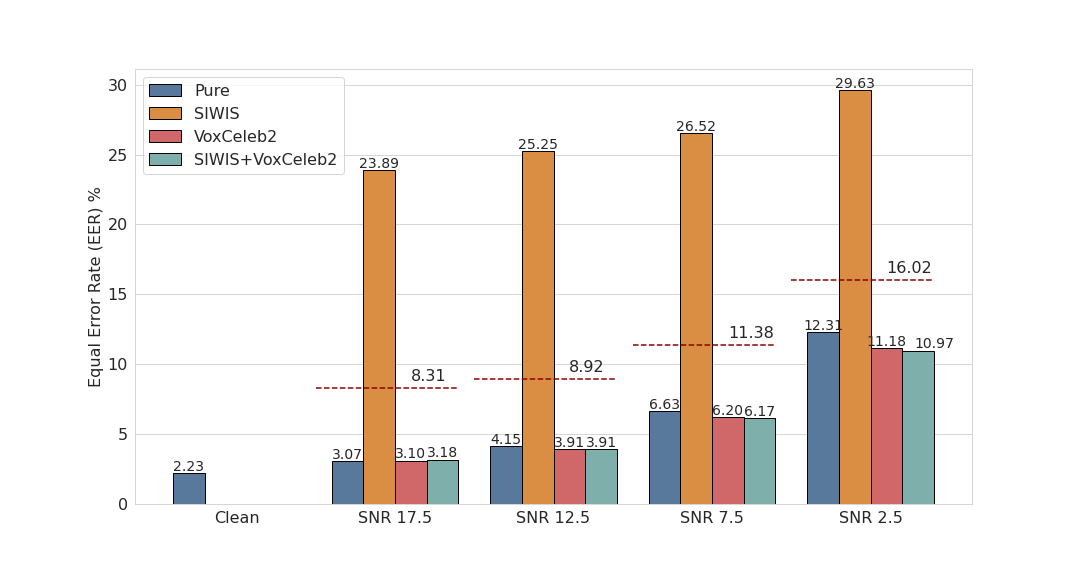 Pure
SIWIS
VoxCeleb2
SIWIS+VoxCeleb2
Equal Error Rate (EER) %
30
25
20
15
10
5
0
2.23
3.07
23.89
3.10
3.18
8.31
4.15
25.25
3.91
3.91
8.92
6.63
26.52
6.20
6.17
11.38
12.31
29.63
11.18
10.97
16.02
Clean
SNR 17.5
SNR 12.5
SNR 7.5
SNR 2.5